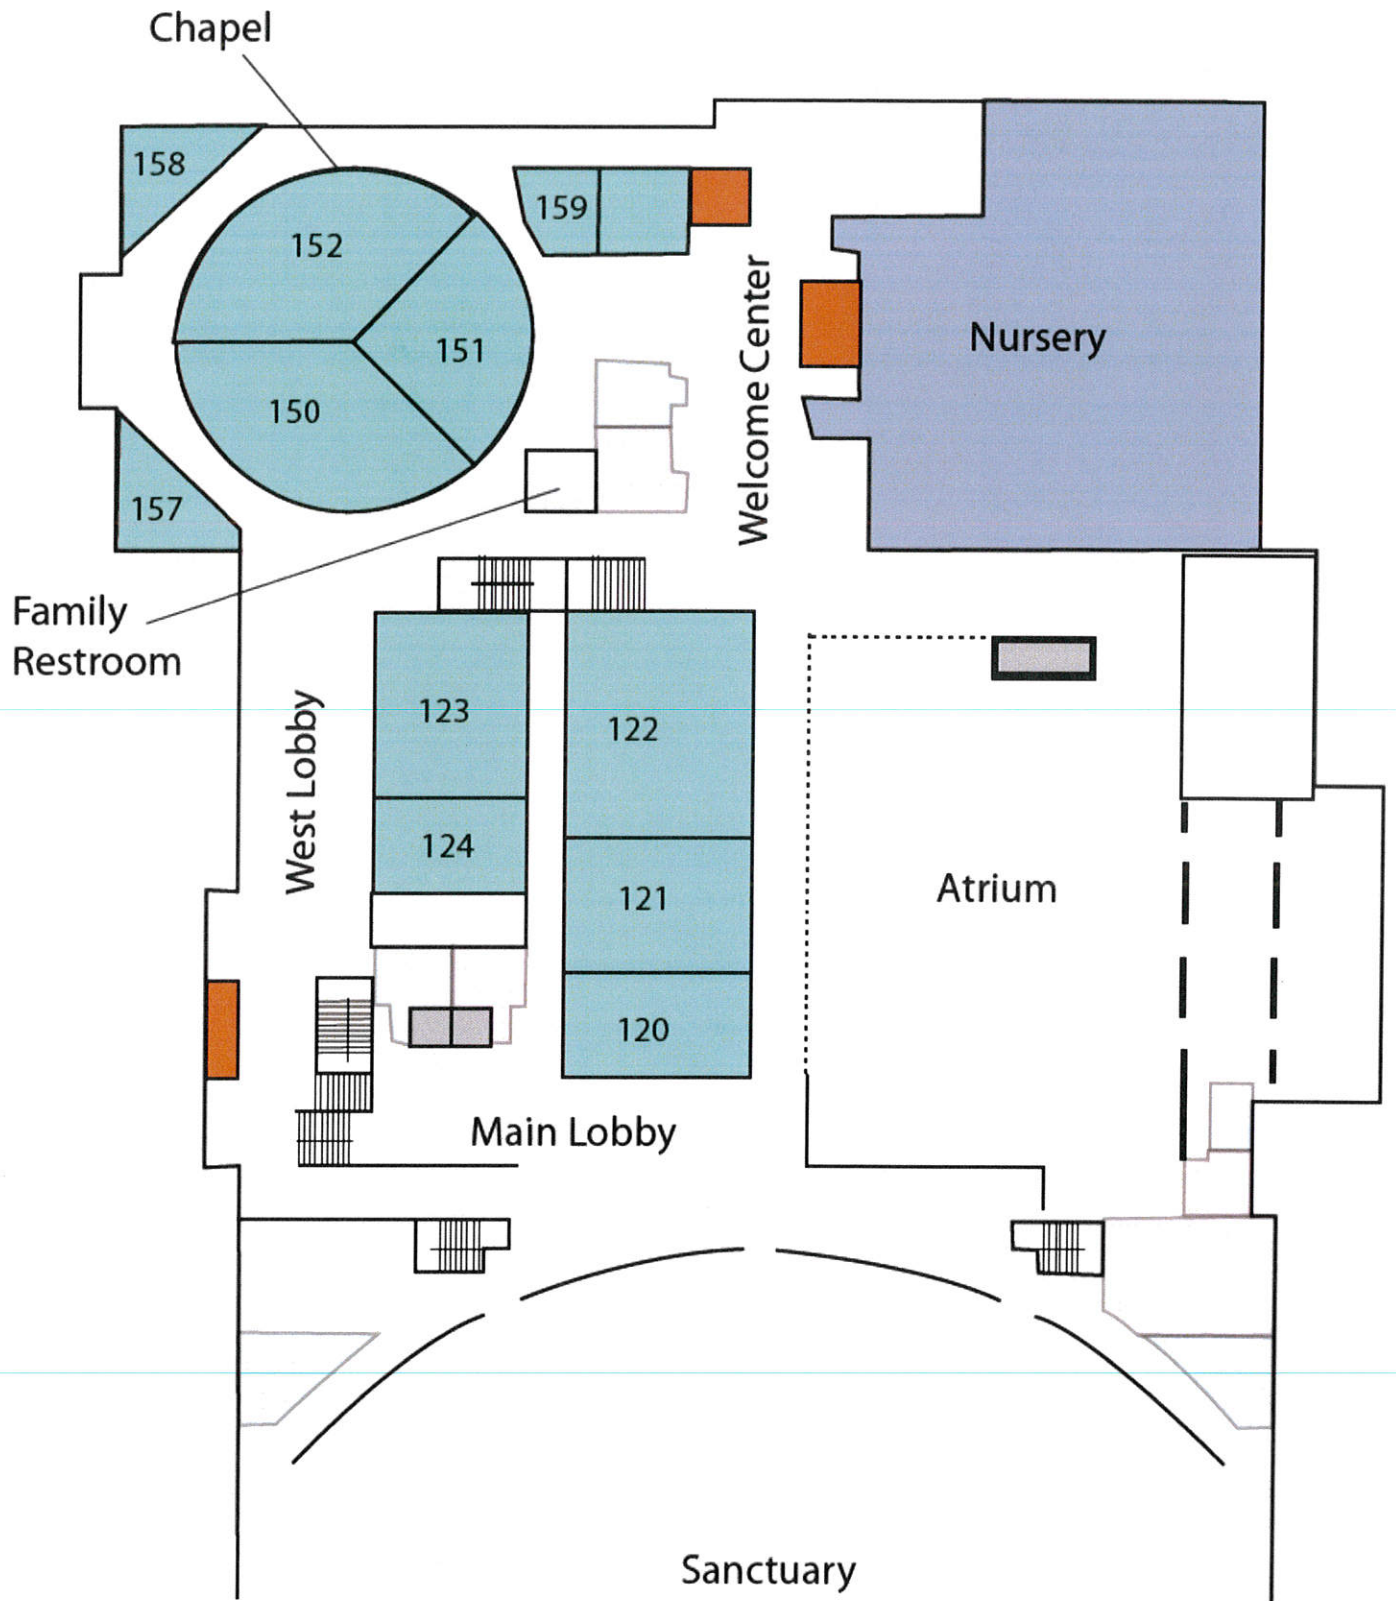 Chapel
158
159
152
Welcome Center
Nursery
151
150
157
Family
Restroom
123
122
West Lobby
124
Atrium
121
120
Main Lobby
Sanctuary